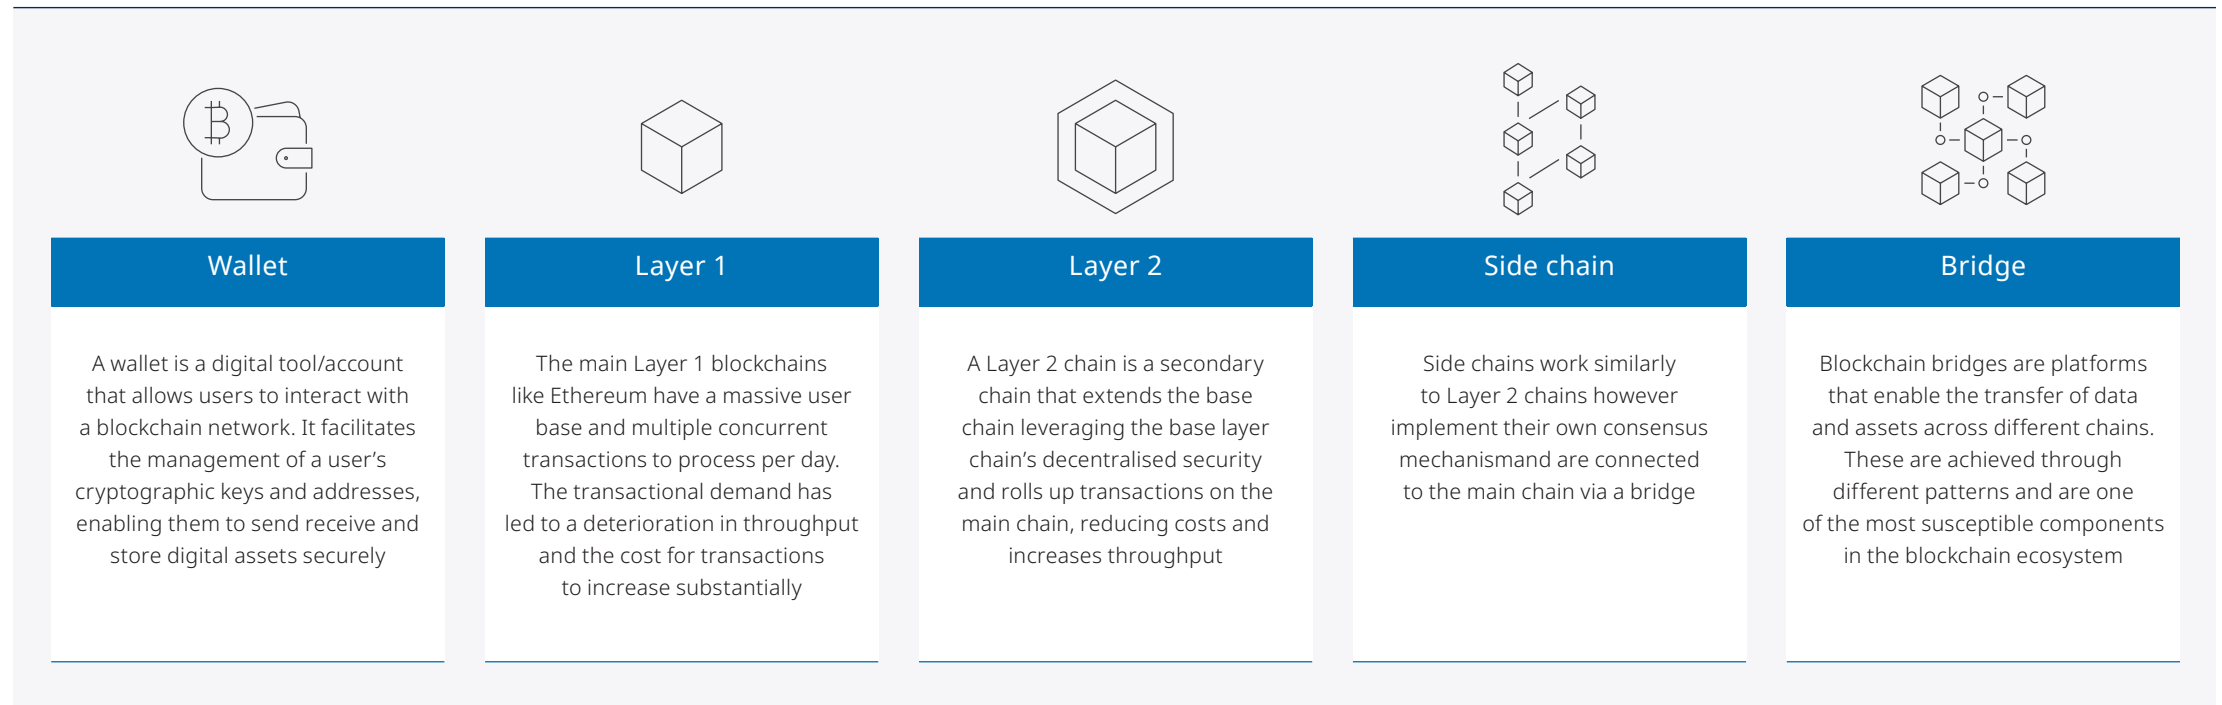 Wallet
A wallet is a digital tool/account
that allows users to interact with
a blockchain network. It facilitates
the management of a user’s
cryptographic keys and addresses,
enabling them to send receive and
store digital assets securely
Layer 1
The main Layer 1 blockchains
like Ethereum have a massive user
base and multiple concurrent
transactions to process per day.
The transactional demand has
led to a deterioration in throughput
and the cost for transactions
to increase substantially
Layer 2
A Layer 2 chain is a secondary
chain that extends the base
chain leveraging the base layer
chain’s decentralised security
and rolls up transactions on the
main chain, reducing costs and
increases throughput
Side chain
Side chains work similarly
to Layer 2 chains however
implement their own consensus
mechanismand are connected
to the main chain via a bridge
Bridge
Blockchain bridges are platforms
that enable the transfer of data
and assets across different chains.
These are achieved through
different patterns and are one
of the most susceptible components
in the blockchain ecosystem